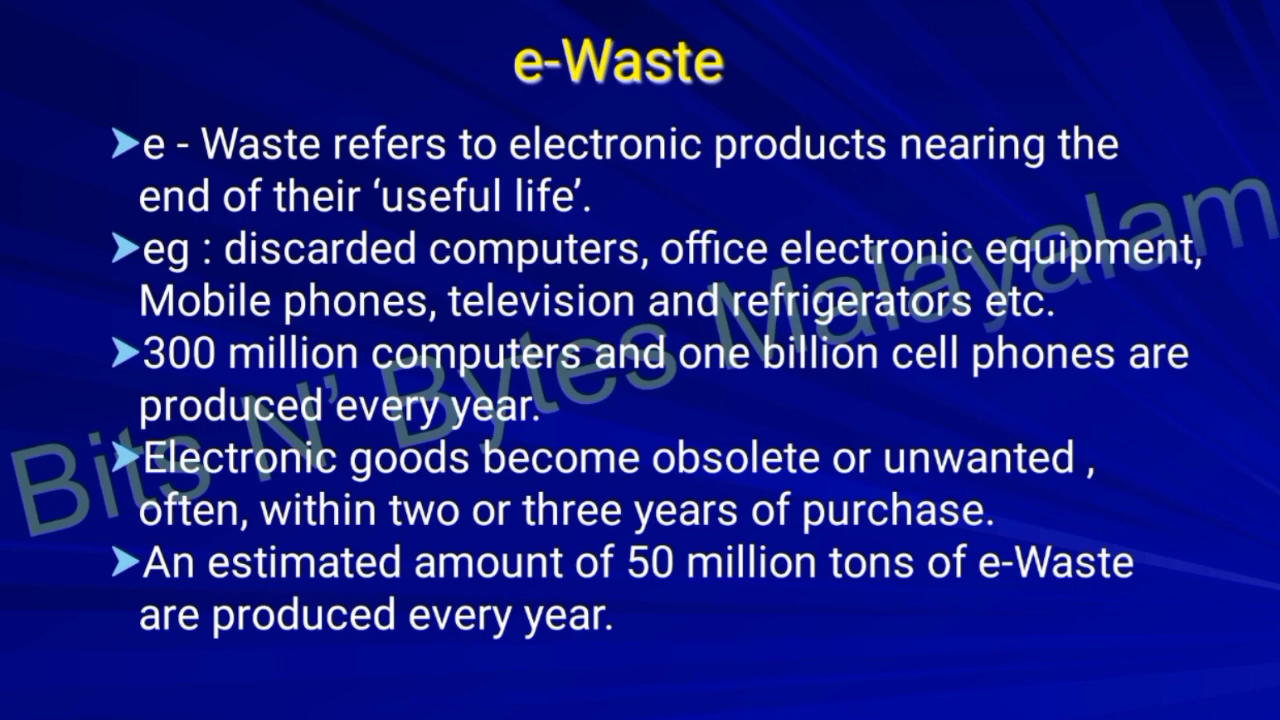 e-Waste
➤e - Waste refers to electronic products nearing the
end of their ‘useful life’.
➤eg : discarded computers, office electronic equipment,
Mobile phones, television and refrigerators etc.
➤300 million computers and one billion cell phones are
produced every year.
➤Electronic goods become obsolete or unwanted ,
often, within two or three years of purchase.
➤An estimated amount of 50 million tons of e-Waste
are produced every year.
Bits N’ Bytes Malayalam